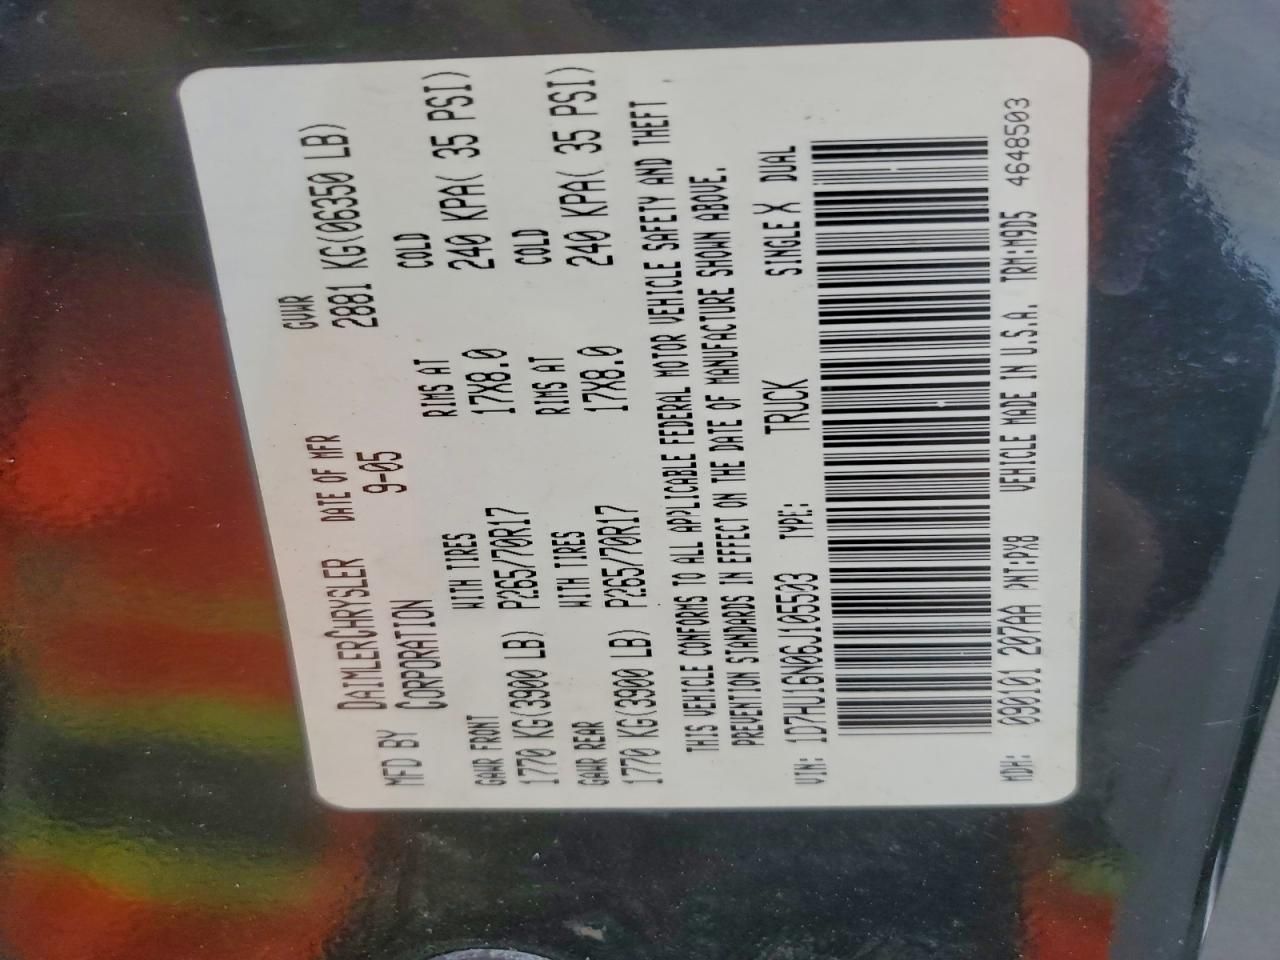 MFD BY DAIMLERCHRYSLER CORPORATION
DATE OF MFR 9-05
GVWR 2881 KG(06350 LB)
GAWR FRONT WITH TIRES RIMS AT COLD
1770 KG(3900 LB) P265/70R17 17X8.0 240 KPA( 35 PSI)
GAWR REAR WITH TIRES RIMS AT COLD
1770 KG(3900 LB) P265/70R17 17X8.0 240 KPA( 35 PSI)
THIS VEHICLE CONFORMS TO ALL APPLICABLE FEDERAL MOTOR VEHICLE SAFETY AND THEFT
PREVENTION STANDARDS IN EFFECT ON THE DATE OF MANUFACTURE SHOWN ABOVE.
VIN: 1D7HU16N06J105503 TYPE: TRUCK SINGLE X DUAL
MDH: 090101 207AA PNT:PX8 VEHICLE MADE IN U.S.A. TRM:M9D5 4648503